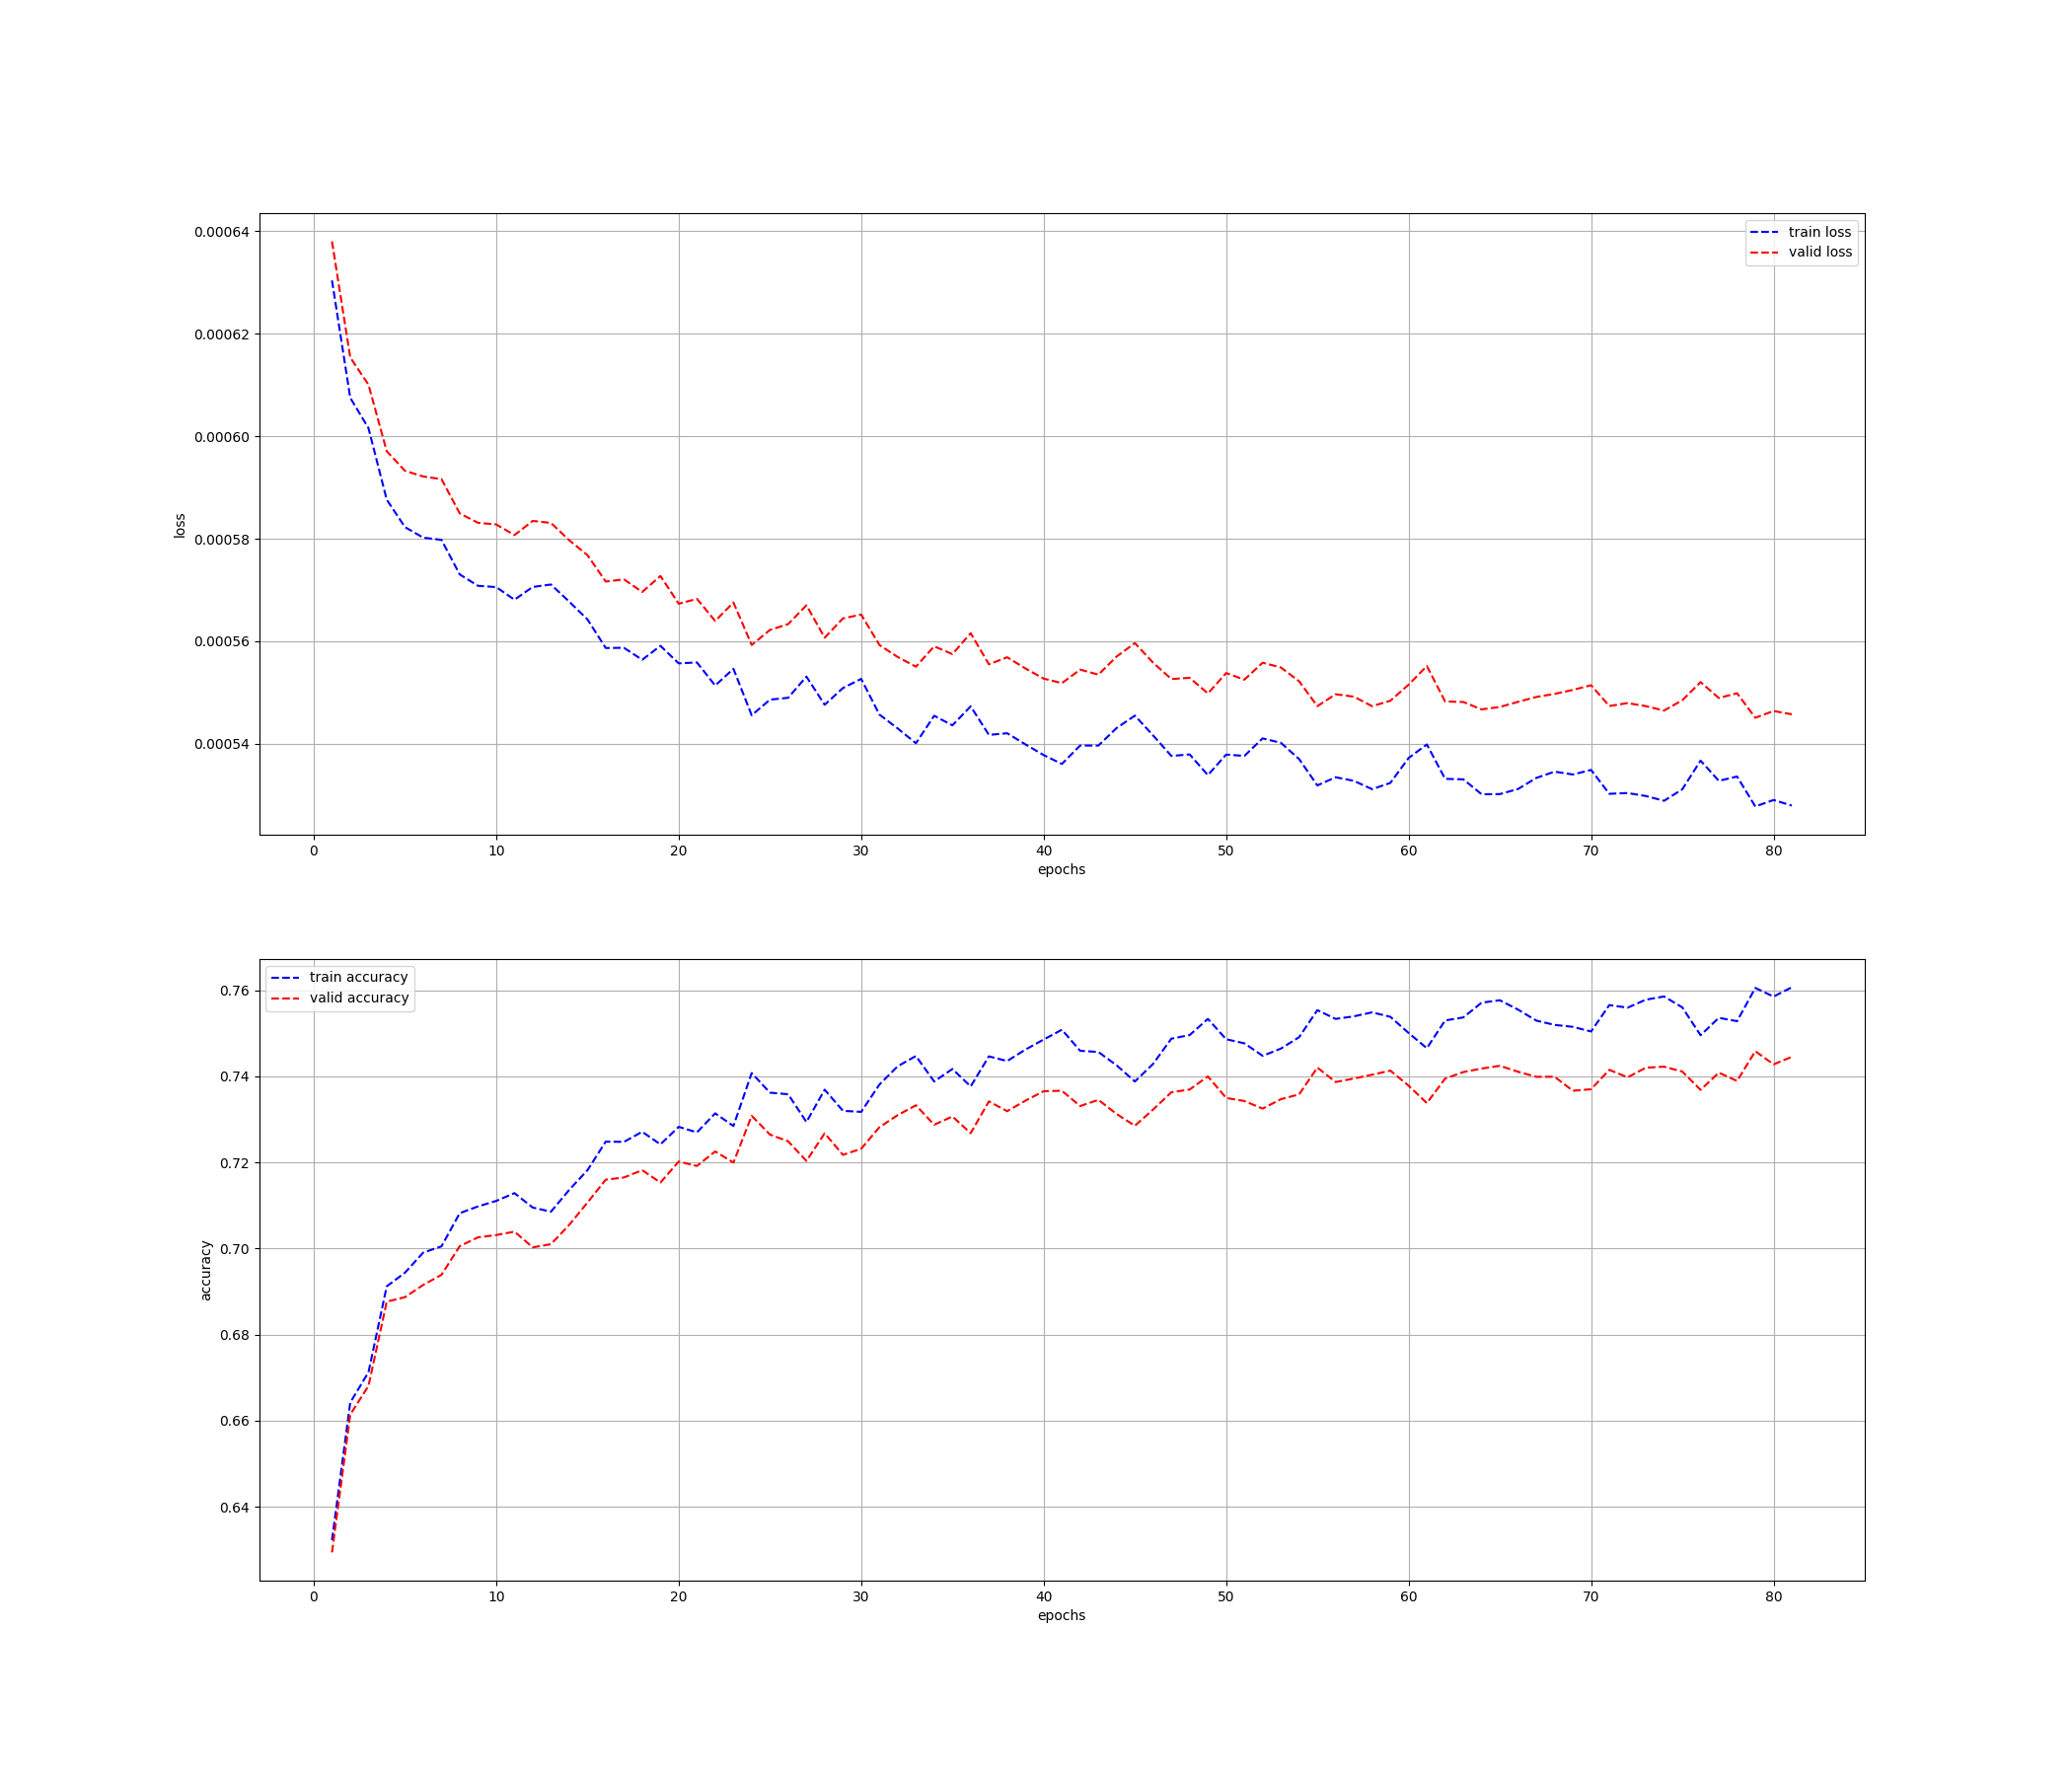 0.00064
0.00062
0.00060
0.00058
0.00056
0.00054
loss
train loss
valid loss
0 10 20 30 40 50 60 70 80
epochs
0.76
0.74
0.72
0.70
0.68
0.66
0.64
accuracy
train accuracy
valid accuracy
0 10 20 30 40 50 60 70 80
epochs